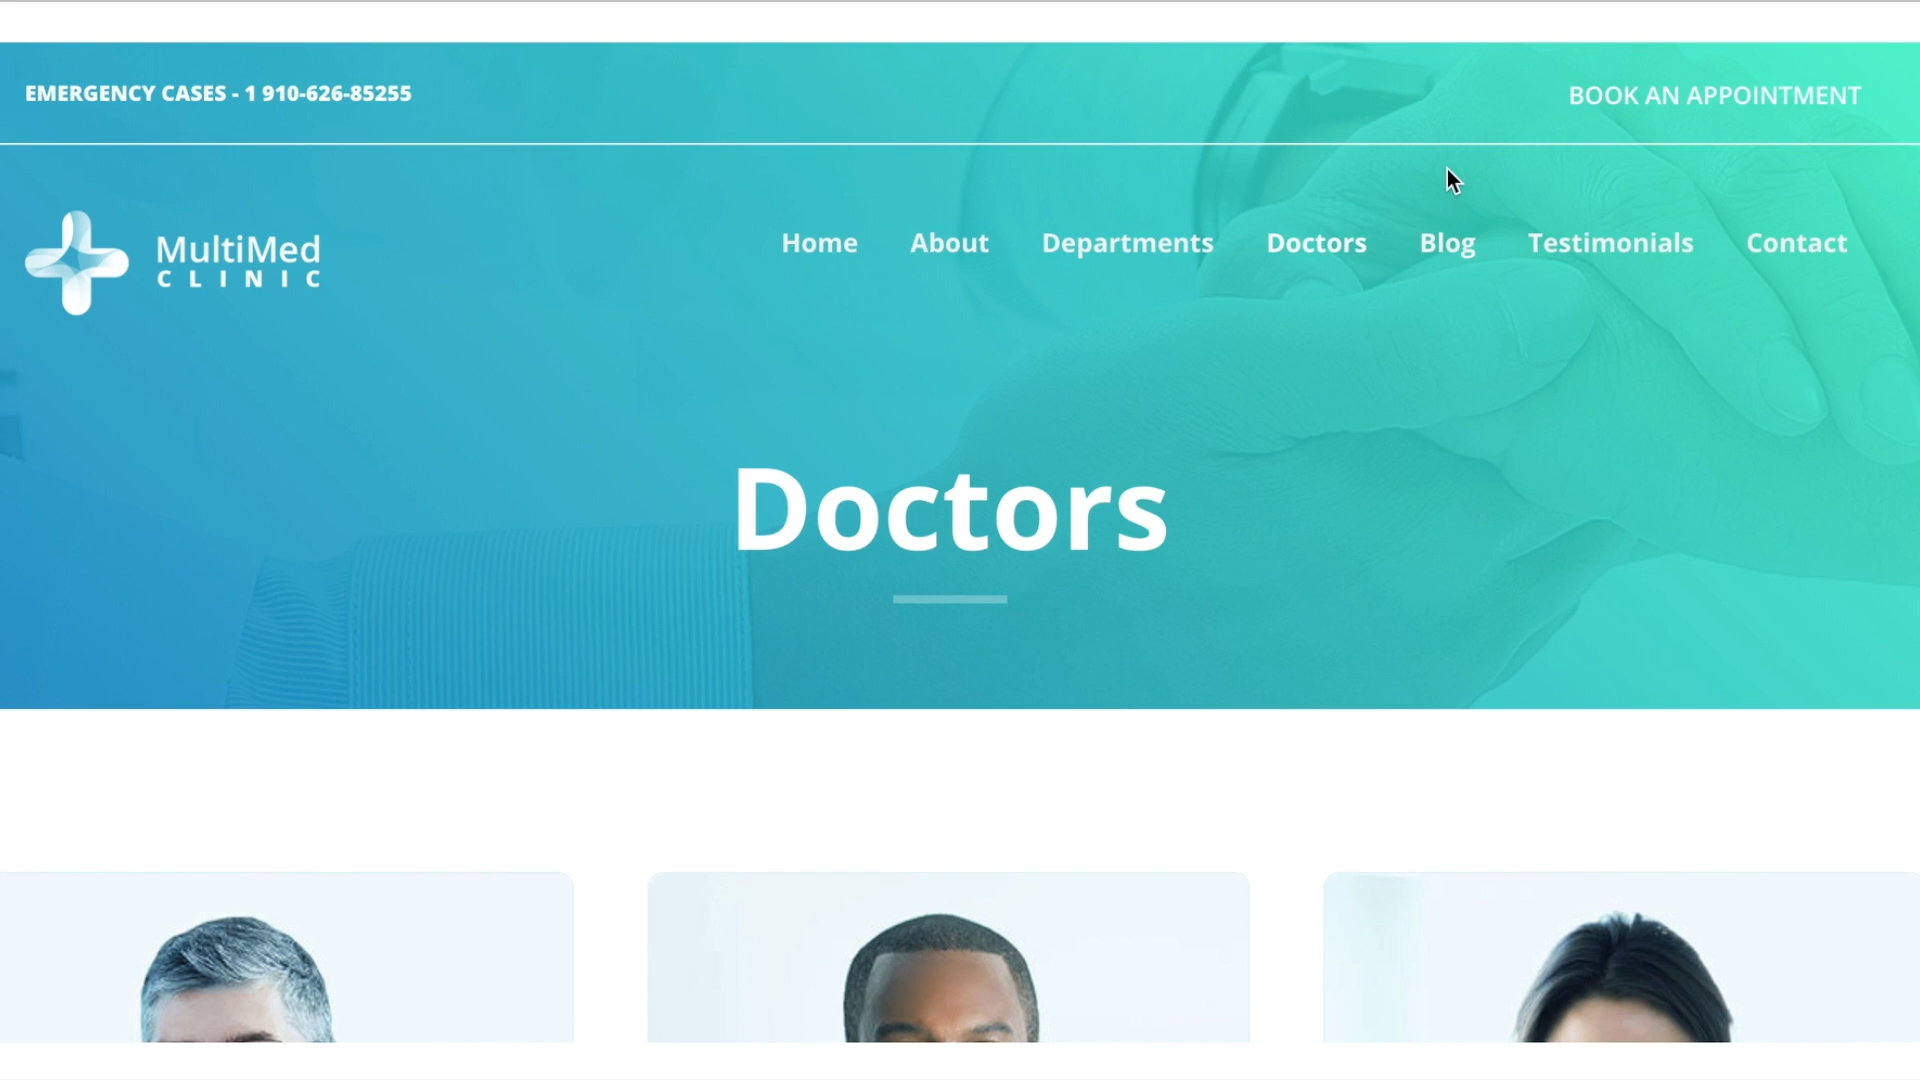 EMERGENCY CASES - 1 910-626-85255
BOOK AN APPOINTMENT
MultiMed
CLINIC
Home About Departments Doctors Blog Testimonials Contact
Doctors